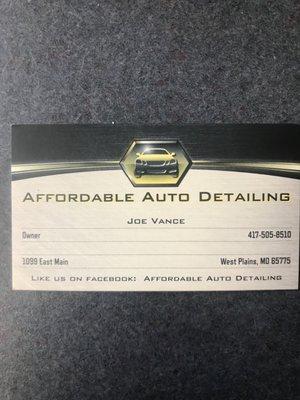 Affordable Auto Detailing
Joe Vance
Owner 417-505-8510
1099 East Main West Plains, MO 65775
Like us on facebook: Affordable Auto Detailing